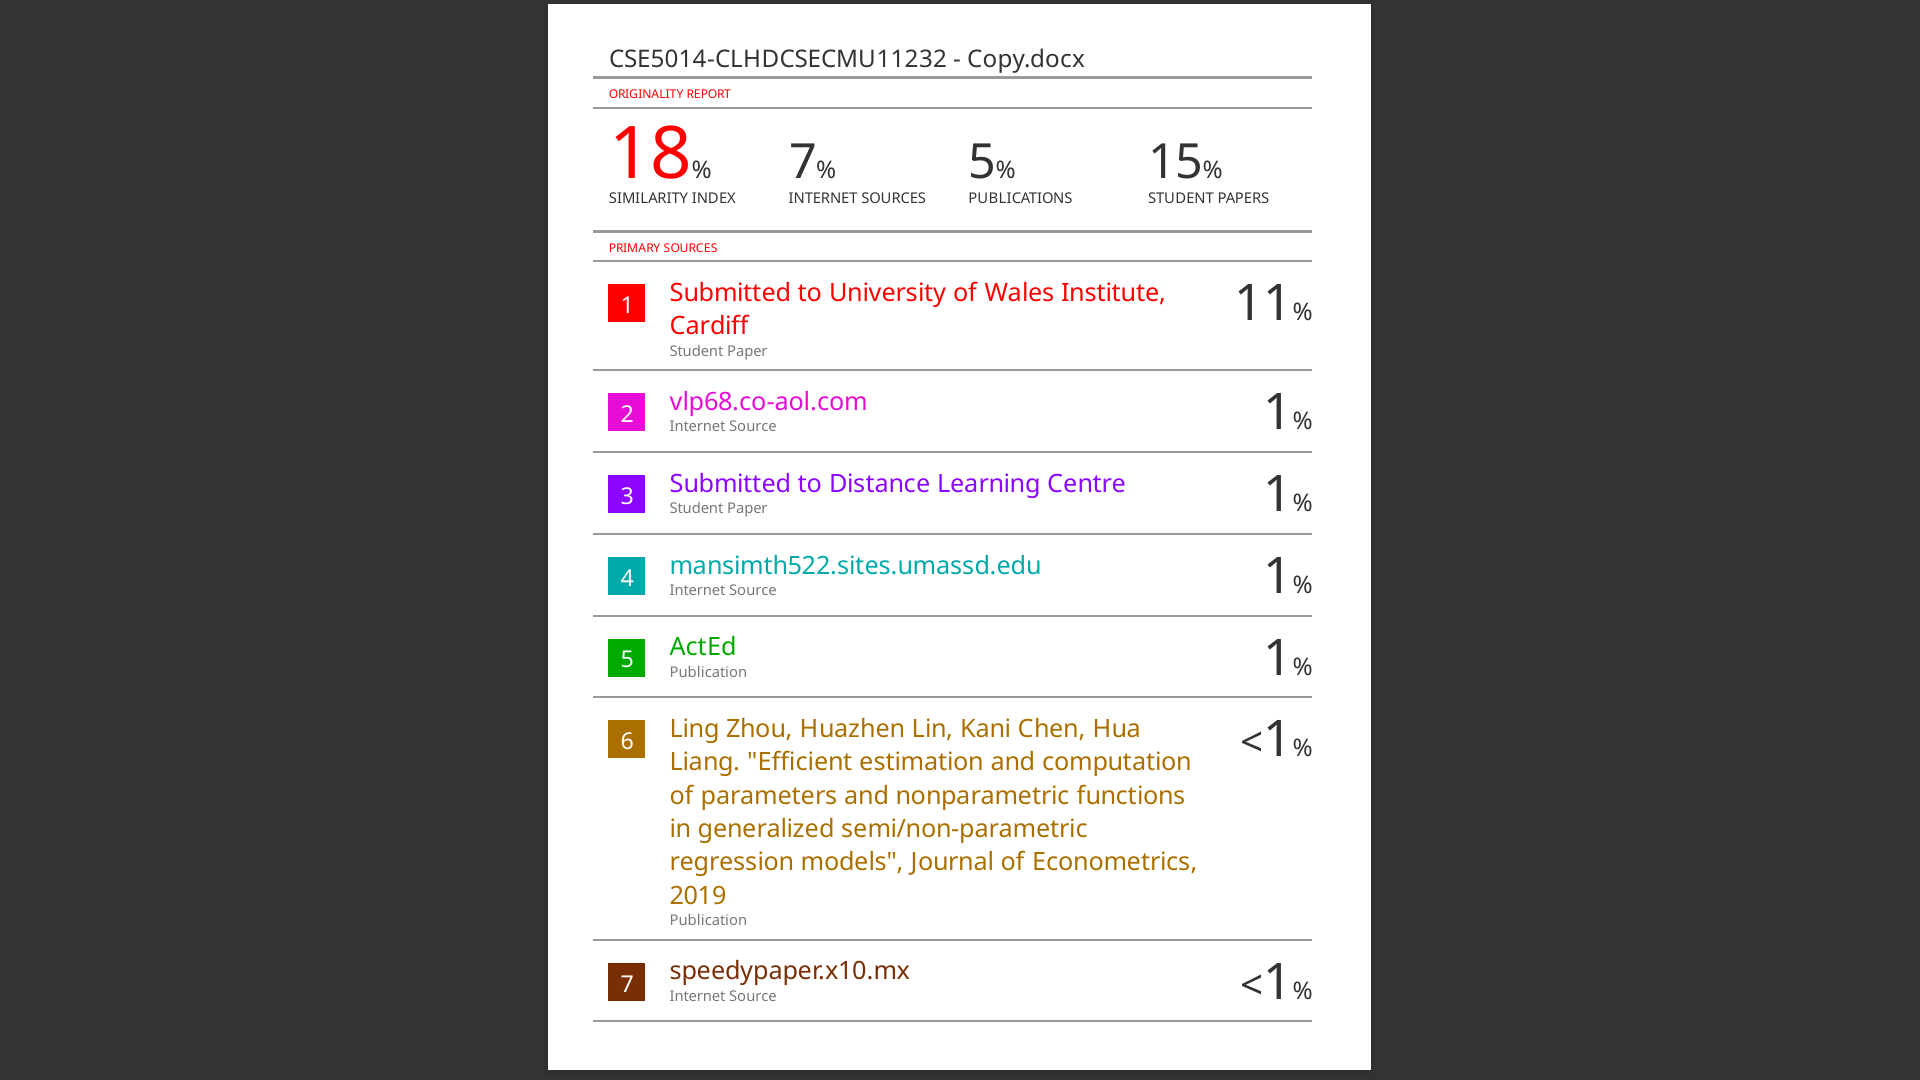 CSE5014-CLHDCSECMU11232 - Copy.docx
ORIGINALITY REPORT
18% 7% 5% 15%
SIMILARITY INDEX INTERNET SOURCES PUBLICATIONS STUDENT PAPERS
PRIMARY SOURCES
1 Submitted to University of Wales Institute, 11%
Cardiff
Student Paper
2 vlp68.co-aol.com 1%
Internet Source
3 Submitted to Distance Learning Centre 1%
Student Paper
4 mansimth522.sites.umassd.edu 1%
Internet Source
5 ActEd 1%
Publication
6 Ling Zhou, Huazhen Lin, Kani Chen, Hua <1%
Liang. "Efficient estimation and computation
of parameters and nonparametric functions
in generalized semi/non-parametric
regression models", Journal of Econometrics,
2019
Publication
7 speedypaper.x10.mx <1%
Internet Source